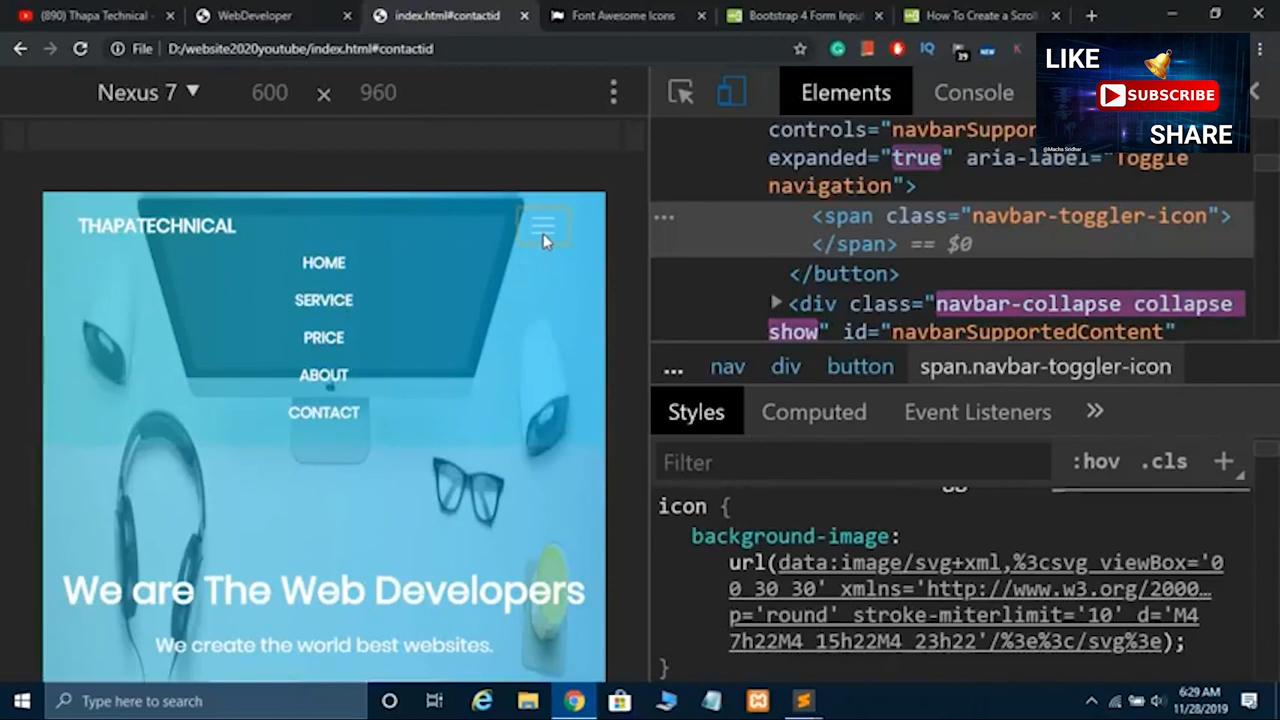 (890) Thapa Technical -
WebDeveloper
index.html#contactid
Font Awesome Icons
Bootstrap 4 Form Inpu
How To Create a Scroll
File
D:/website2020youtube/index.html#contactid
IQ
39
NEW
K
LIKE
SUBSCRIBE
SHARE
@Macha Sridhar
Nexus 7 ▼
600 × 960
Elements
Console
controls="navbarSuppor
expanded="true" aria-label="Toggle
navigation">
<span class="navbar-toggler-icon">
</span> == $0
</button>
<div class="navbar-collapse collapse
show" id="navbarSupportedContent"
... nav div button span.navbar-toggler-icon
Styles
Computed
Event Listeners
»
Filter
:hov .cls +
icon {
background-image:
url(data:image/svg+xml,%3csvg viewBox='0
0 30 30' xmlns='http://www.w3.org/2000…
p='round' stroke-miterlimit='10' d='M4
7h22M4 15h22M4 23h22'/%3e%3c/svg%3e);
}
THAPATECHNICAL
HOME
SERVICE
PRICE
ABOUT
CONTACT
We are The Web Developers
We create the world best websites.
Type here to search
6:29 AM
11/28/2019